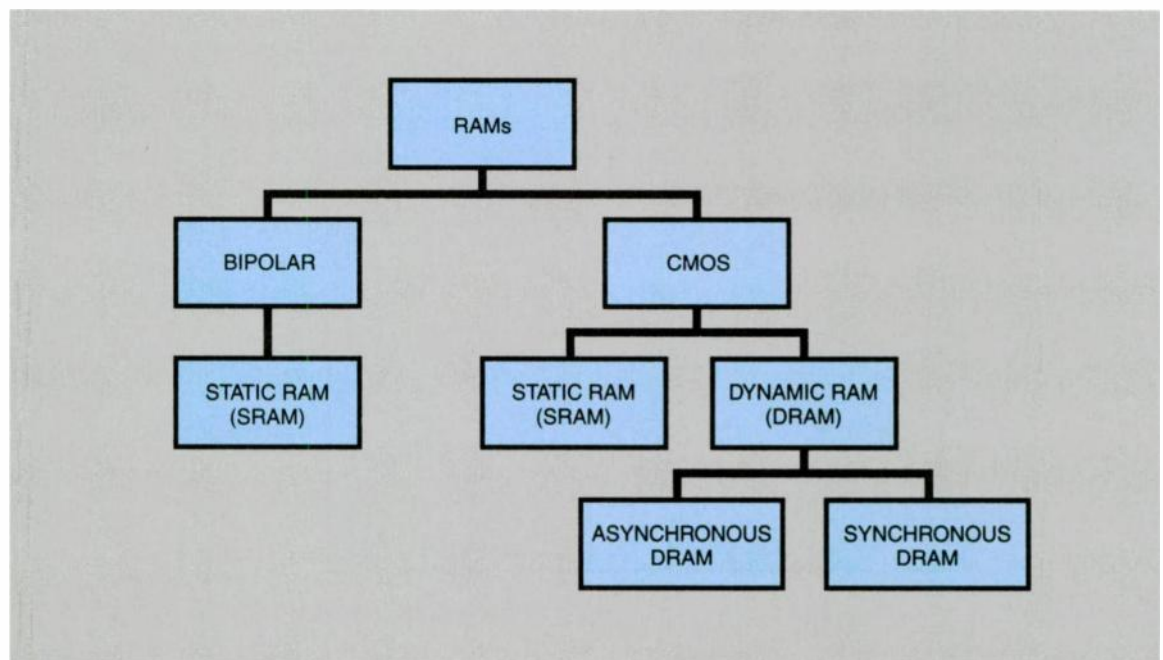 RAMs
BIPOLAR
CMOS
STATIC RAM
(SRAM)
STATIC RAM
(SRAM)
DYNAMIC RAM
(DRAM)
ASYNCHRONOUS
DRAM
SYNCHRONOUS
DRAM